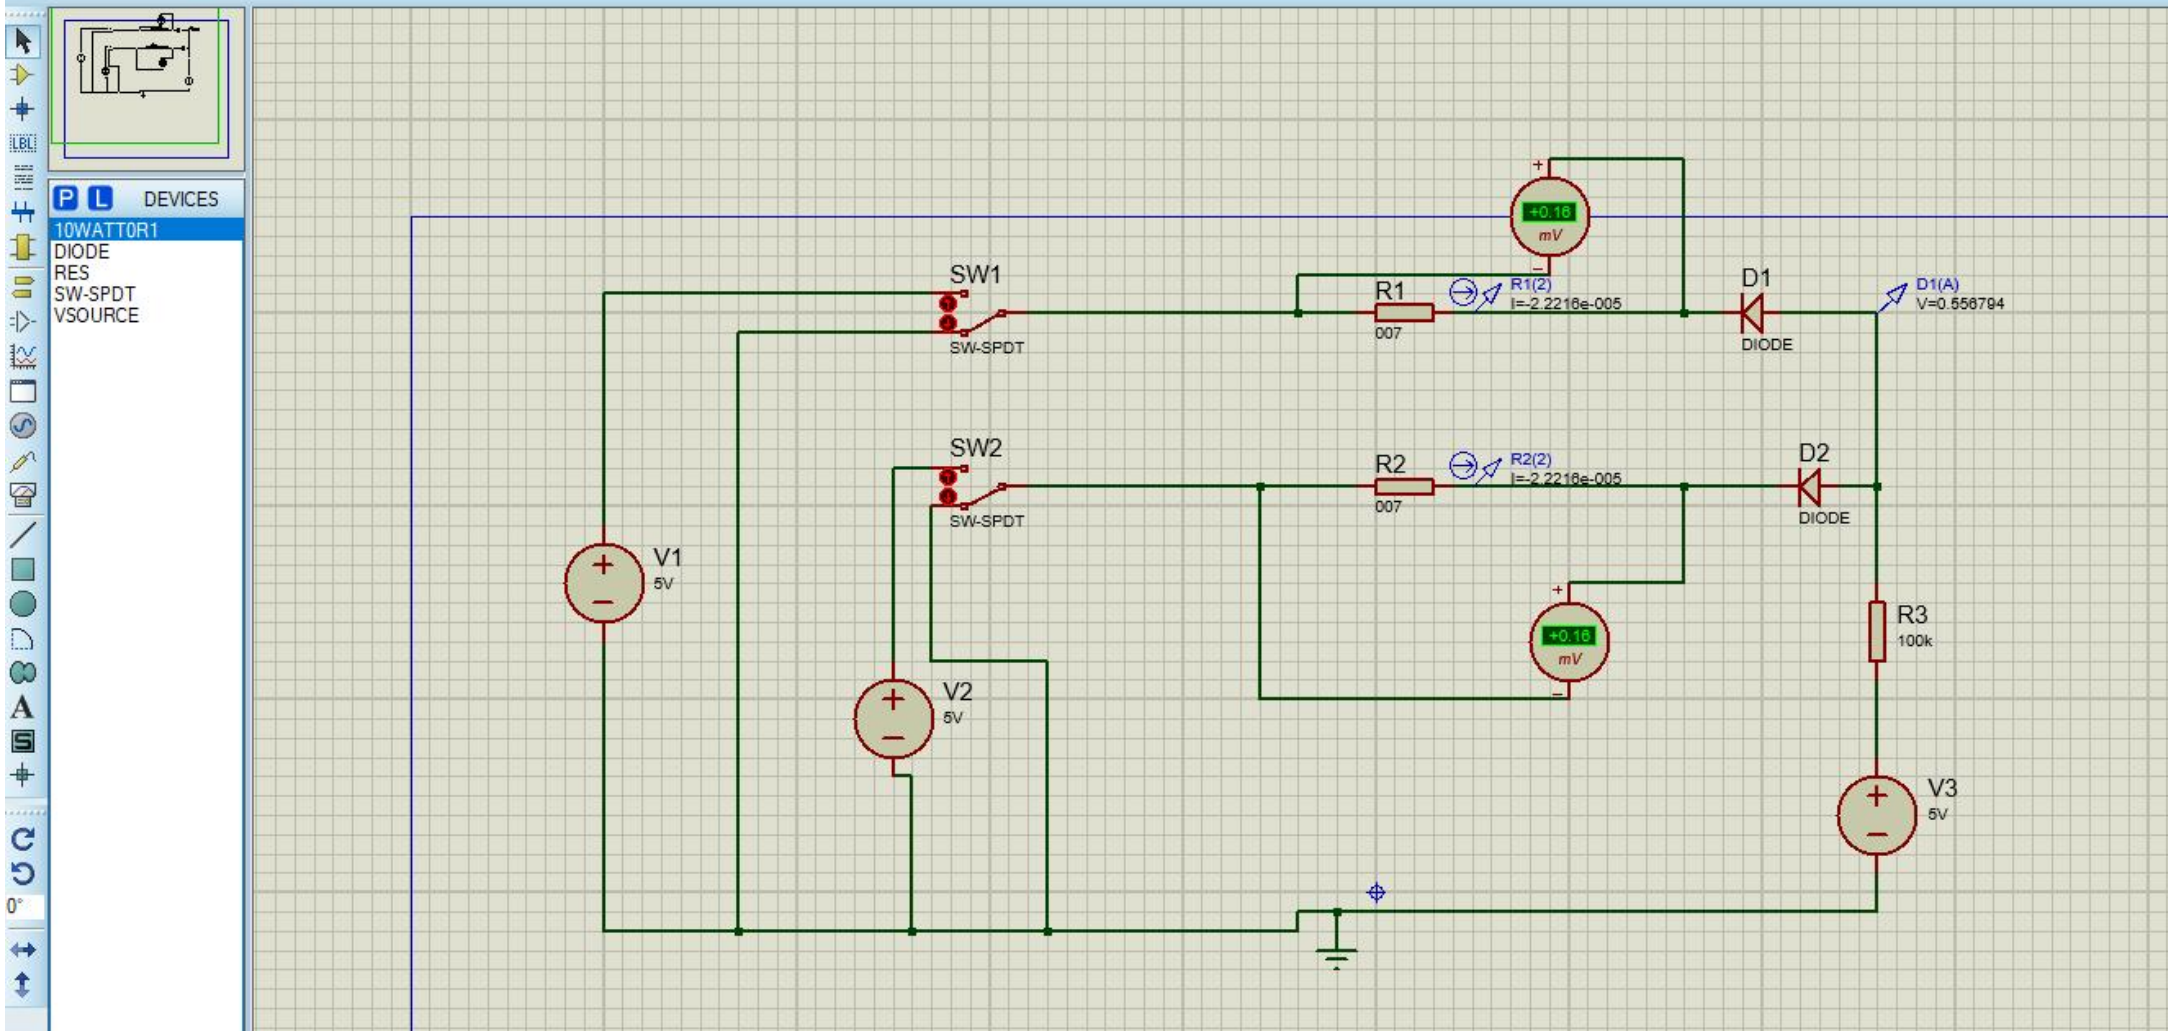 LBL
P L DEVICES
10WATT0R1
DIODE
RES
SW-SPDT
VSOURCE
A
S
0°
+
+0.16
mV
−
SW1
SW-SPDT
R1
007
R1(2)
I=-2.2216e-005
D1
DIODE
D1(A)
V=0.556794
SW2
SW-SPDT
R2
007
R2(2)
I=-2.2216e-005
D2
DIODE
V1
5V
+
−
+
+0.16
mV
−
R3
100k
V2
5V
+
−
V3
5V
+
−